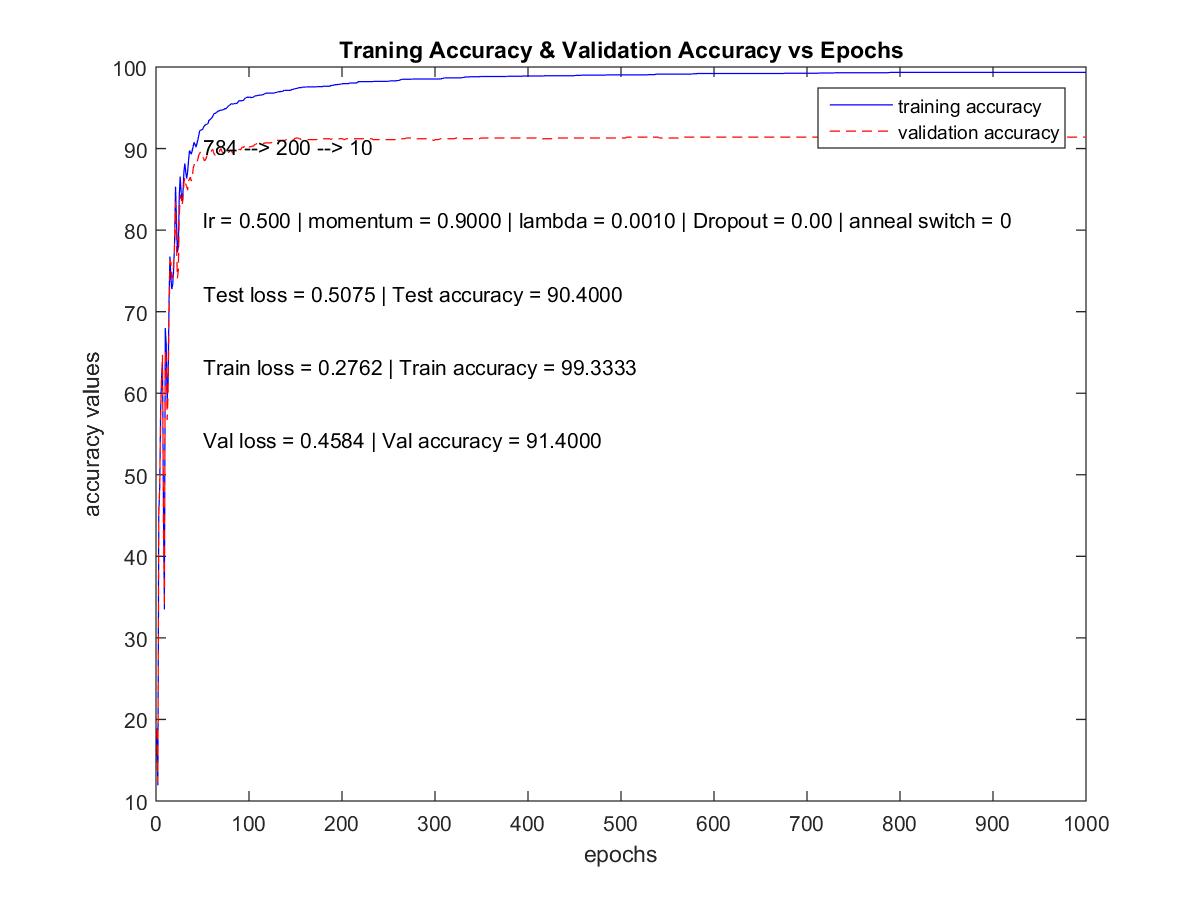 Traning Accuracy & Validation Accuracy vs Epochs
100
90
80
70
60
50
40
30
20
10
accuracy values
training accuracy
validation accuracy
784 --> 200 --> 10
lr = 0.500 | momentum = 0.9000 | lambda = 0.0010 | Dropout = 0.00 | anneal switch = 0
Test loss = 0.5075 | Test accuracy = 90.4000
Train loss = 0.2762 | Train accuracy = 99.3333
Val loss = 0.4584 | Val accuracy = 91.4000
0 100 200 300 400 500 600 700 800 900 1000
epochs